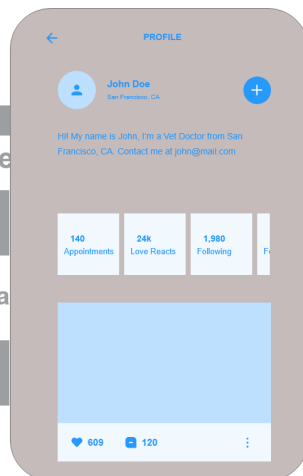 PROFILE
John Doe
San Francisco, CA
Hi! My name is John, I'm a Vet Doctor from San
Francisco, CA. Contact me at john@mail.com
140
Appointments
24k
Love Reacts
1,980
Following
609
120